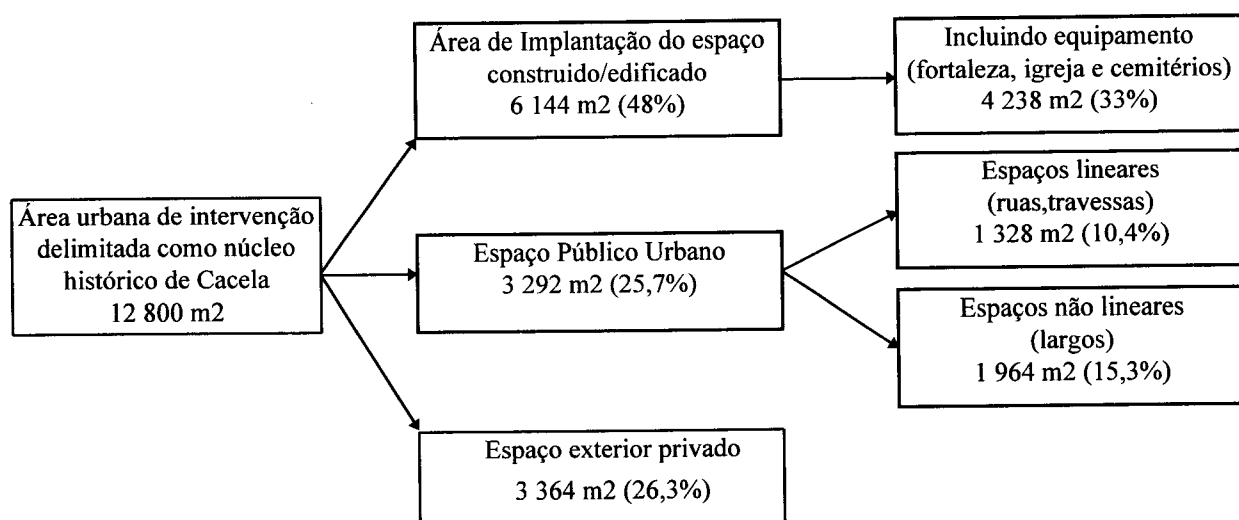 Área urbana de intervenção
delimitada como núcleo
histórico de Cacela
12 800 m2
Área de Implantação do espaço
construido/edificado
6 144 m2 (48%)
Incluindo equipamento
(fortaleza, igreja e cemitérios)
4 238 m2 (33%)
Espaço Público Urbano
3 292 m2 (25,7%)
Espaços lineares
(ruas,travessas)
1 328 m2 (10,4%)
Espaços não lineares
(largos)
1 964 m2 (15,3%)
Espaço exterior privado
3 364 m2 (26,3%)